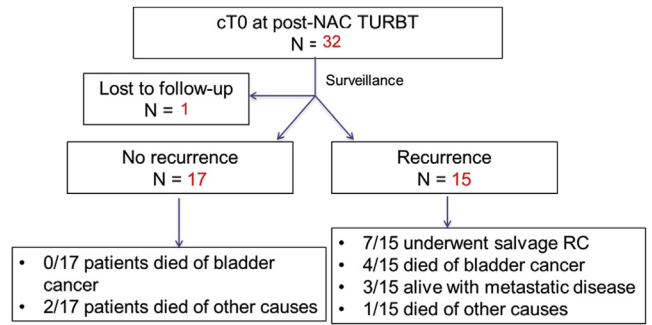 cT0 at post-NAC TURBT
N = 32
Surveillance
Lost to follow-up
N = 1
No recurrence
N = 17
Recurrence
N = 15
• 0/17 patients died of bladder
cancer
• 2/17 patients died of other causes
• 7/15 underwent salvage RC
• 4/15 died of bladder cancer
• 3/15 alive with metastatic disease
• 1/15 died of other causes